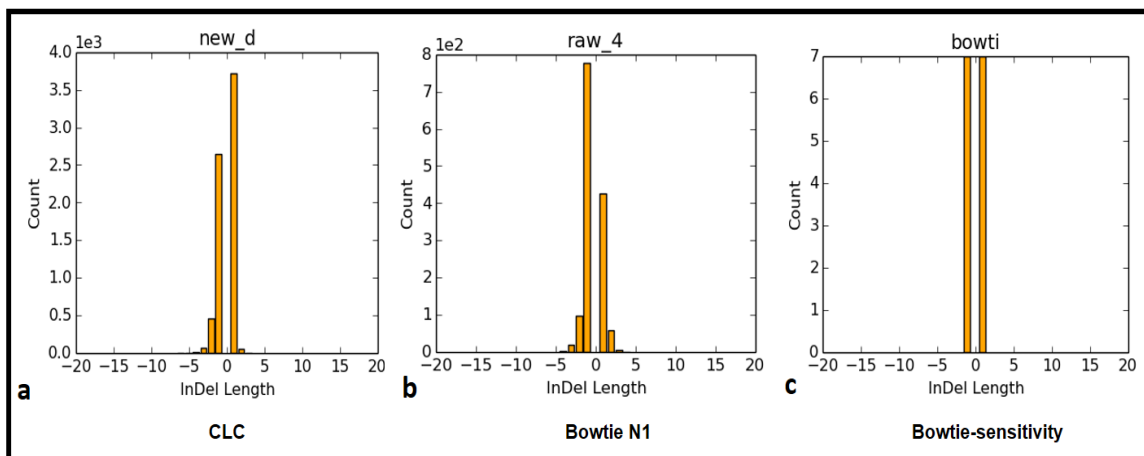 new_d
1e3
4.0
3.5
3.0
2.5
2.0
1.5
1.0
0.5
0.0
Count
−20 −15 −10 −5 0 5 10 15 20
InDel Length
a
CLC
raw_4
1e2
8
7
6
5
4
3
2
1
0
Count
−20 −15 −10 −5 0 5 10 15 20
InDel Length
b
Bowtie N1
bowti
7
6
5
4
3
2
1
0
Count
−20 −15 −10 −5 0 5 10 15 20
InDel Length
c
Bowtie-sensitivity